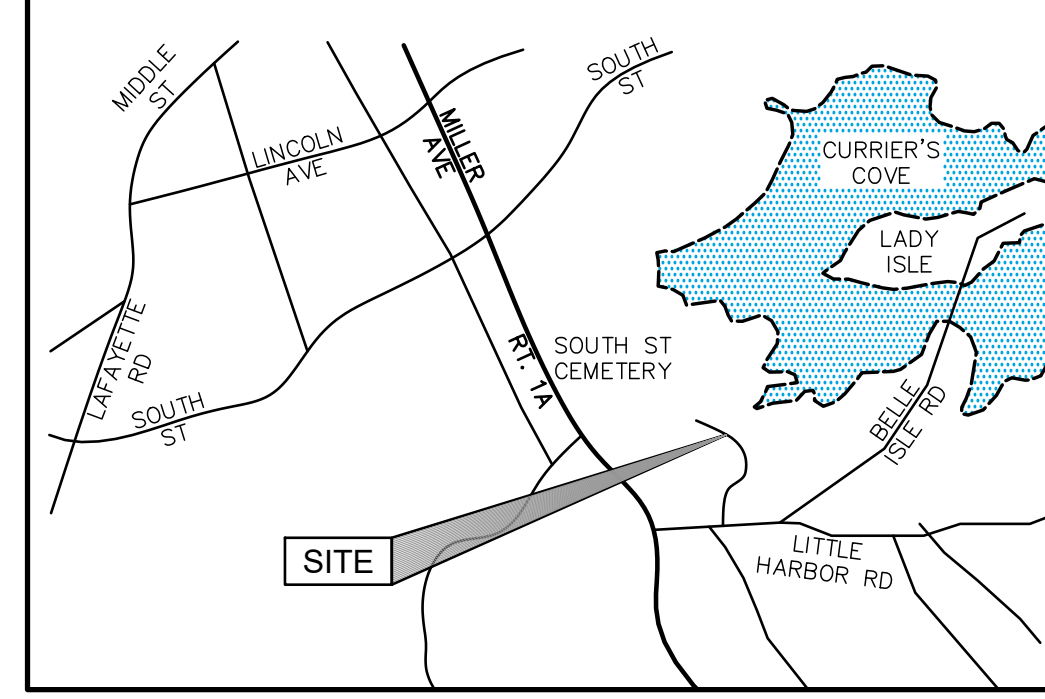 MIDDLE
ST
LINCOLN
AVE
MILLER
AVE
SOUTH
ST
CURRIER'S
COVE
LADY
ISLE
LAFAYETTE
RD
SOUTH
ST
RT. 1A
SOUTH ST
CEMETERY
BELLE
ISLE RD
SITE
LITTLE
HARBOR RD